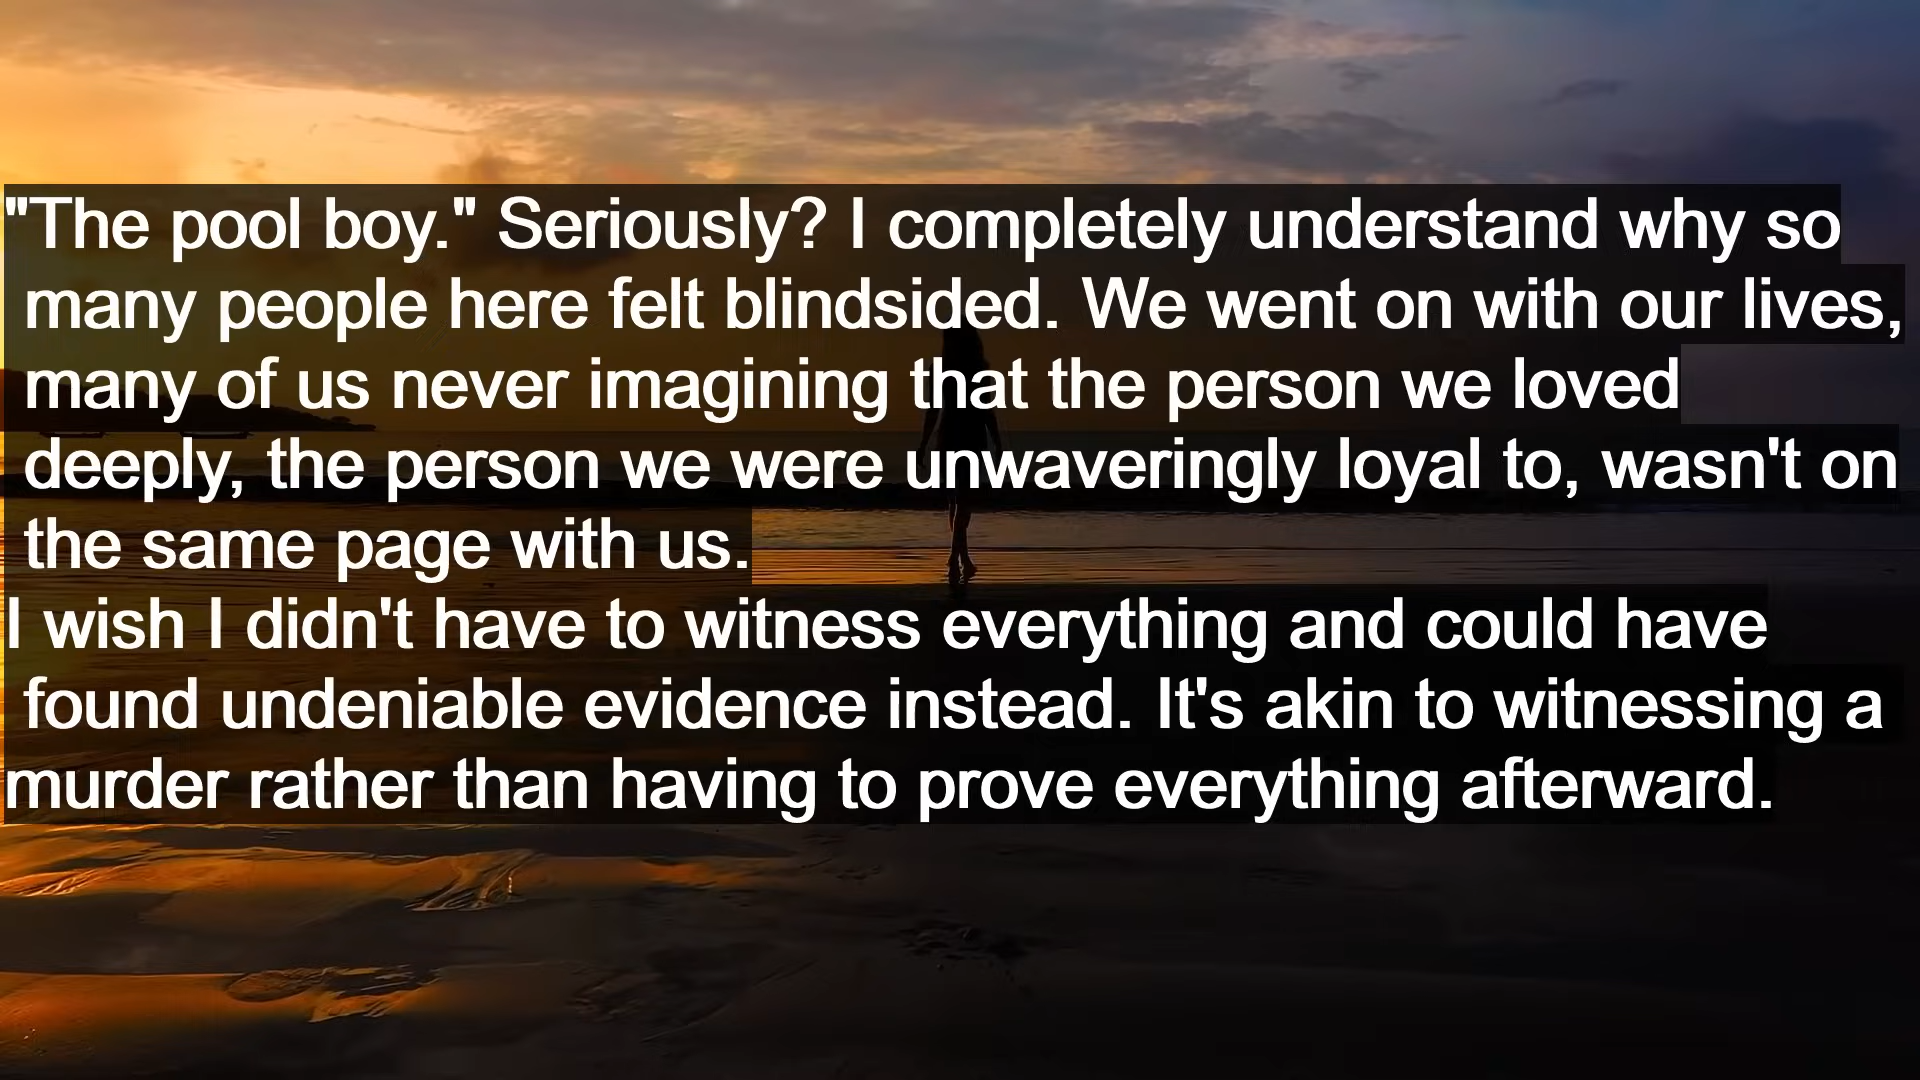 "The pool boy." Seriously? I completely understand why so
many people here felt blindsided. We went on with our lives,
many of us never imagining that the person we loved
deeply, the person we were unwaveringly loyal to, wasn't on
the same page with us.
I wish I didn't have to witness everything and could have
found undeniable evidence instead. It's akin to witnessing a
murder rather than having to prove everything afterward.